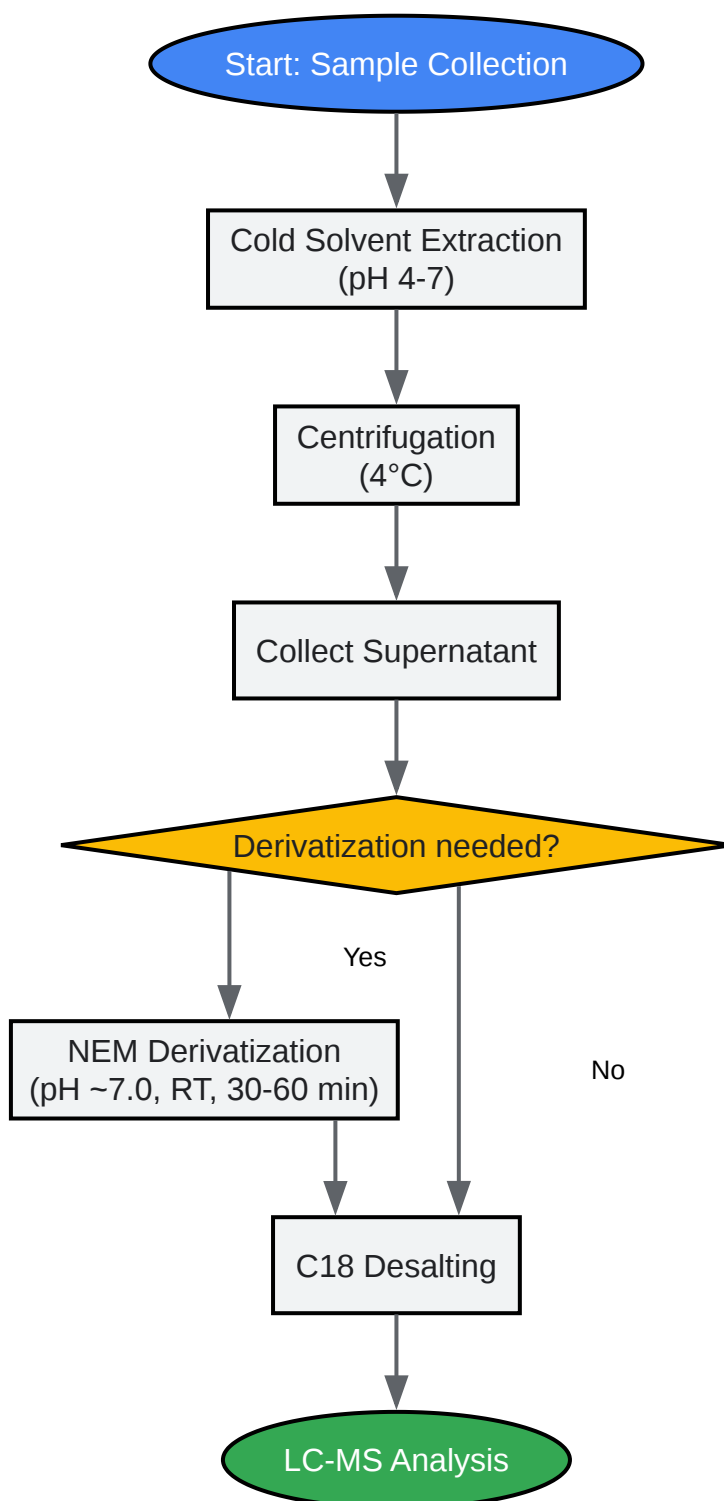 Start: Sample Collection
Cold Solvent Extraction
(pH 4-7)
Centrifugation
(4°C)
Collect Supernatant
Derivatization needed?
Yes
NEM Derivatization
(pH ~7.0, RT, 30-60 min)
No
C18 Desalting
LC-MS Analysis